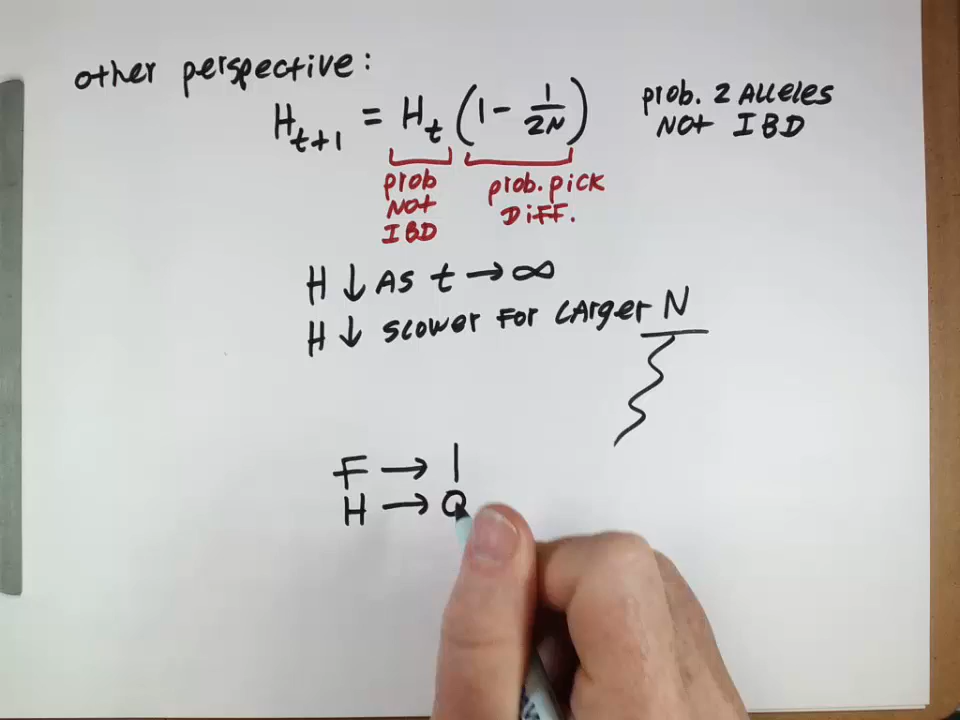 other perspective:
H_{t+1} = H_t (1 - 1/2N)
prob. 2 Alleles
NOT IBD
prob
NOT
IBD
prob. pick
DIFF.
H ↓ AS t → ∞
H ↓ SLOWER FOR LARGER N
F → 1
H → 0